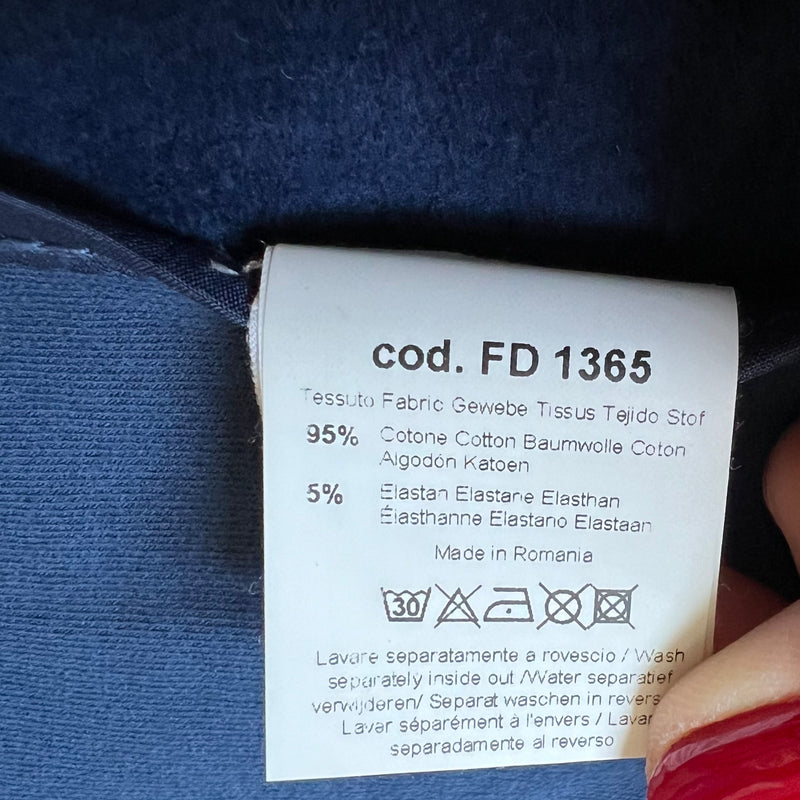 cod. FD 1365
Tessuto Fabric Gewebe Tissus Tejido Stof
95% Cotone Cotton Baumwolle Coton
Algodón Katoen
5% Elastan Elastane Elasthan
Élasthanne Elastano Elastaan
Made in Romania
30
Lavare separatamente a rovescio / Wash
separately inside out /Water separatief
verwijderen/ Separat waschen in revers
Lavar séparément à l'envers / Lavar
separadamente al reverso